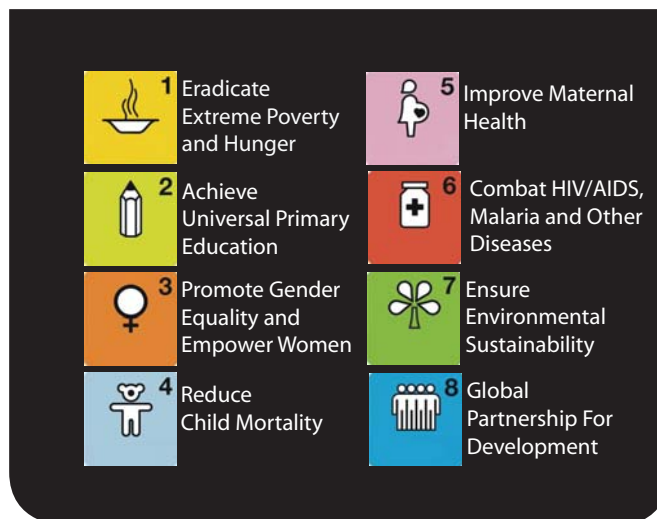 1 Eradicate
Extreme Poverty
and Hunger
2 Achieve
Universal Primary
Education
3 Promote Gender
Equality and
Empower Women
4 Reduce
Child Mortality
5 Improve Maternal
Health
6 Combat HIV/AIDS,
Malaria and Other
Diseases
7 Ensure
Environmental
Sustainability
8 Global
Partnership For
Development